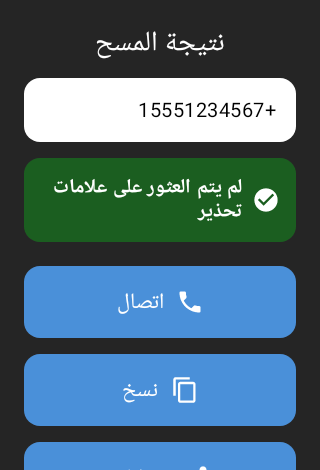 نتيجة المسح
15551234567+
لم يتم العثور على علامات
تحذير
اتصال
نسخ